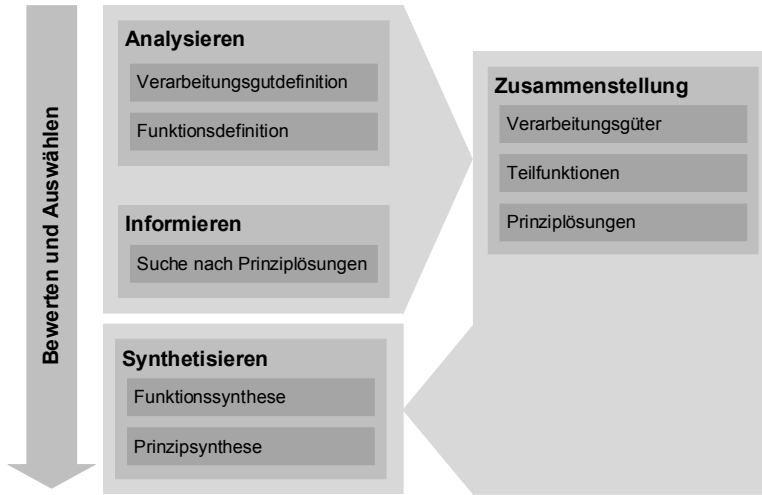 Bewerten und Auswählen
Analysieren
Verarbeitungsgutdefinition
Funktionsdefinition
Informieren
Suche nach Prinziplösungen
Zusammenstellung
Verarbeitungsgüter
Teilfunktionen
Prinziplösungen
Synthetisieren
Funktionssynthese
Prinzipsynthese